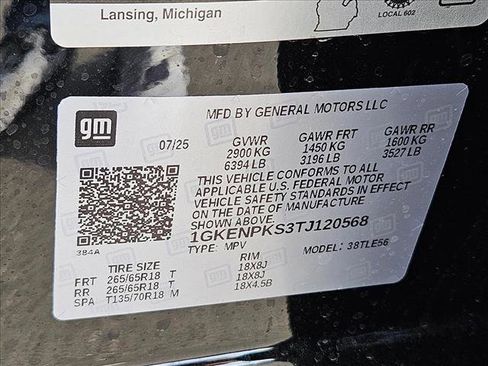 Lansing, Michigan
LOCAL 602
gm
MFD BY GENERAL MOTORS LLC
07/25 GVWR GAWR FRT GAWR RR
2900 KG 1450 KG 1600 KG
6394 LB 3196 LB 3527 LB
THIS VEHICLE CONFORMS TO ALL
APPLICABLE U.S. FEDERAL MOTOR
VEHICLE SAFETY STANDARDS IN EFFECT
ON THE DATE OF MANUFACTURE
1GKENPKS3TJ120568
384A TYPE: MPV MODEL: 38TLE56
TIRE SIZE RIM
FRT 265/65R18 T 18X8J
RR 265/65R18 T 18X8J
SPA T135/70R18 M 18X4.5B